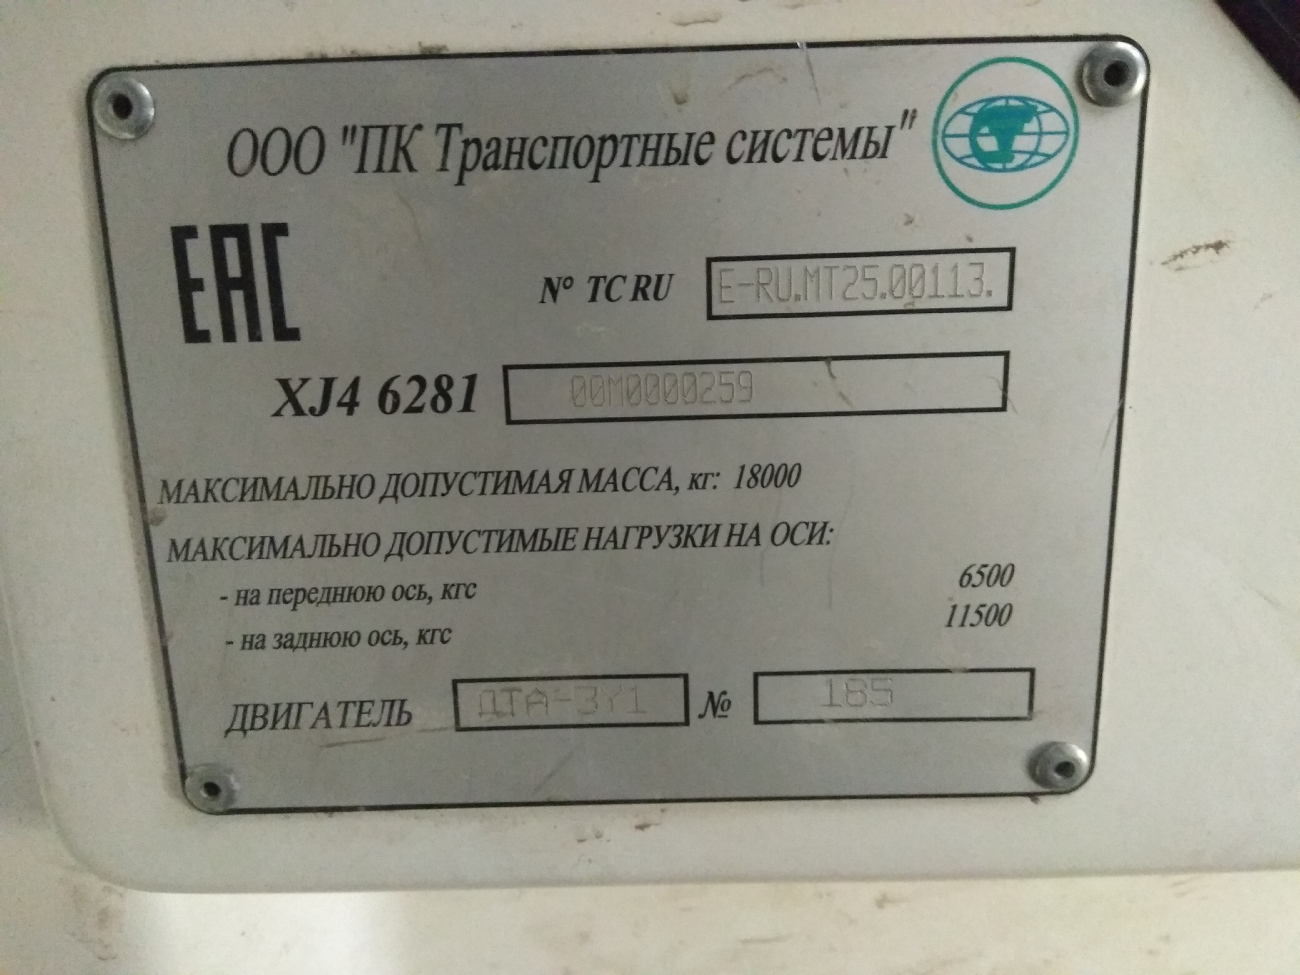 ООО "ПК Транспортные системы"
EAC
№ ТС RU E-RU.MT25.00113.
XJ4 6281 00M0000259
МАКСИМАЛЬНО ДОПУСТИМАЯ МАССА, кг: 18000
МАКСИМАЛЬНО ДОПУСТИМЫЕ НАГРУЗКИ НА ОСИ:
- на переднюю ось, кгс 6500
- на заднюю ось, кгс 11500
ДВИГАТЕЛЬ ДТА-3У1 № 185